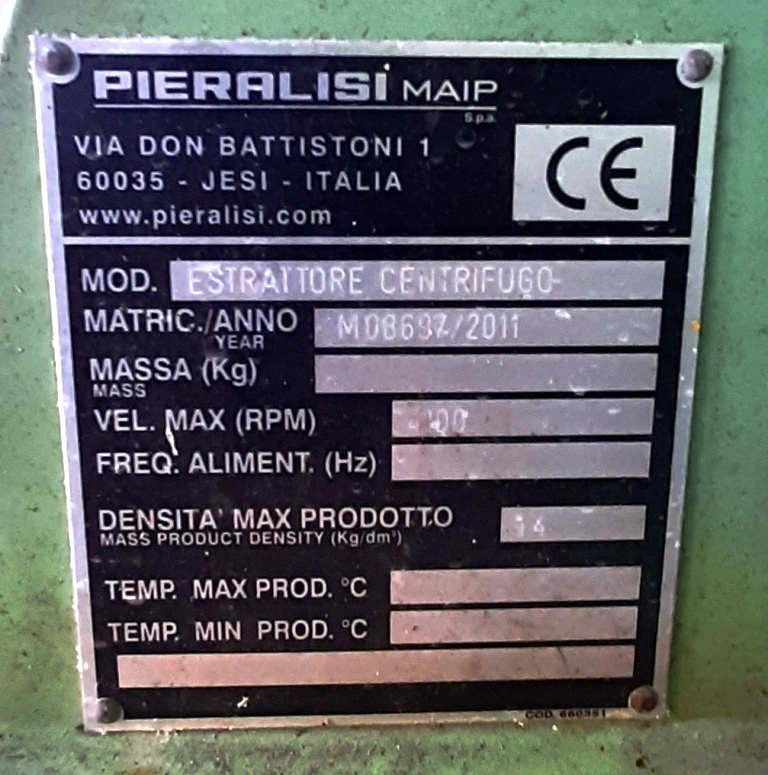 PIERALISI MAIP
S.p.a.
VIA DON BATTISTONI 1
60035 - JESI - ITALIA
www.pieralisi.com
CE
MOD. ESTRATTORE CENTRIFUGO
MATRIC./ANNO
YEAR
MASSA (Kg)
MASS
VEL. MAX (RPM)
FREQ. ALIMENT. (Hz)
DENSITA' MAX PRODOTTO
MASS PRODUCT DENSITY (Kg/dm³)
TEMP. MAX PROD. °C
TEMP. MIN PROD. °C
COD. 660351